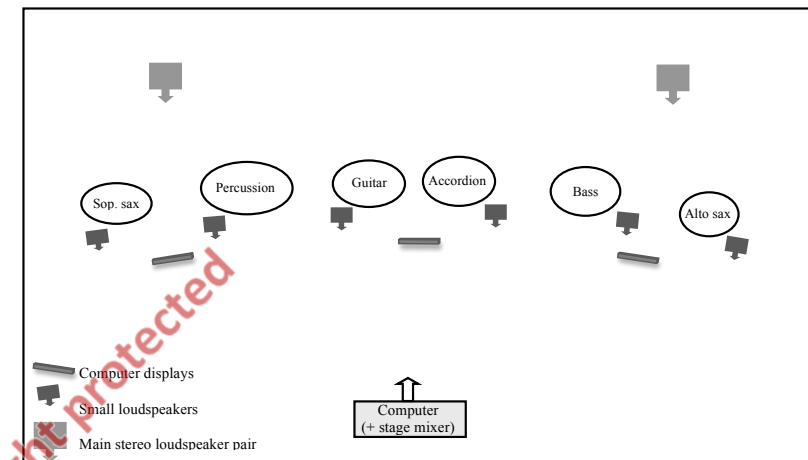 Sop. sax
Percussion
Guitar
Accordion
Bass
Alto sax
Computer displays
Small loudspeakers
Main stereo loudspeaker pair
Computer
(+ stage mixer)
protected